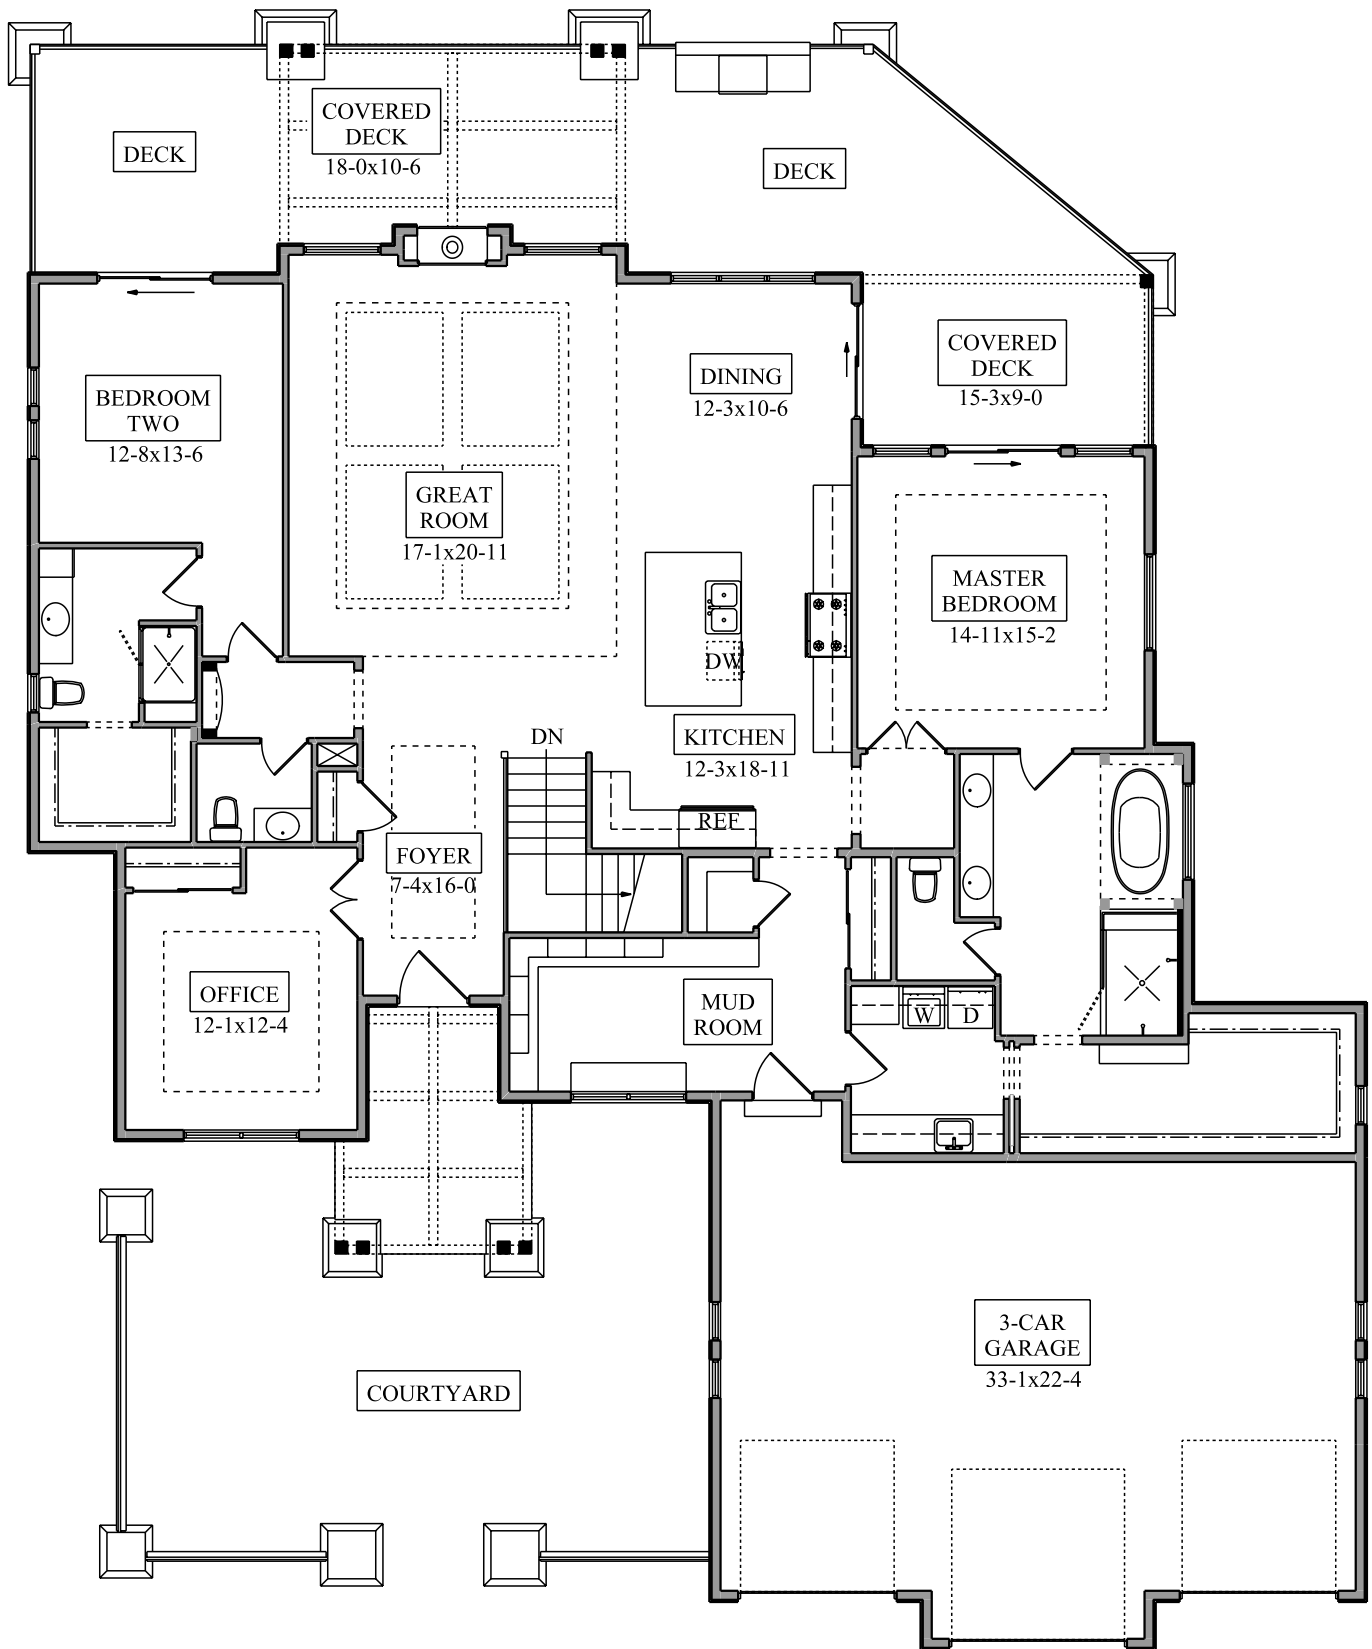 COVERED
DECK
18-0x10-6
DECK
DECK
COVERED
DECK
15-3x9-0
DINING
12-3x10-6
BEDROOM
TWO
12-8x13-6
GREAT
ROOM
17-1x20-11
MASTER
BEDROOM
14-11x15-2
DW
KITCHEN
12-3x18-11
DN
REF
FOYER
7-4x16-0
OFFICE
12-1x12-4
MUD
ROOM
W
D
3-CAR
GARAGE
33-1x22-4
COURTYARD